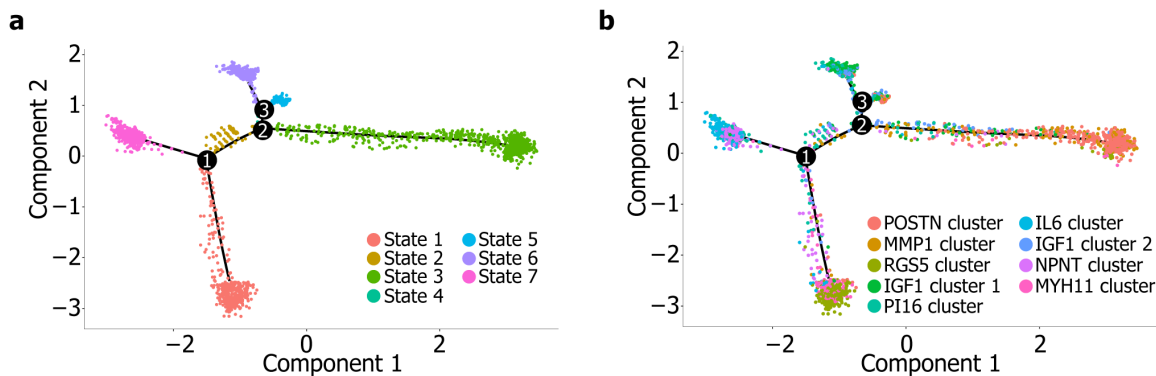 a
Component 2
2
1
0
−1
−2
−3
1
2
3
State 1
State 2
State 3
State 4
State 5
State 6
State 7
−2
0
2
Component 1
b
Component 2
2
1
0
−1
−2
−3
1
2
3
POSTN cluster
MMP1 cluster
RGS5 cluster
IGF1 cluster 1
PI16 cluster
IL6 cluster
IGF1 cluster 2
NPNT cluster
MYH11 cluster
−2
0
2
Component 1